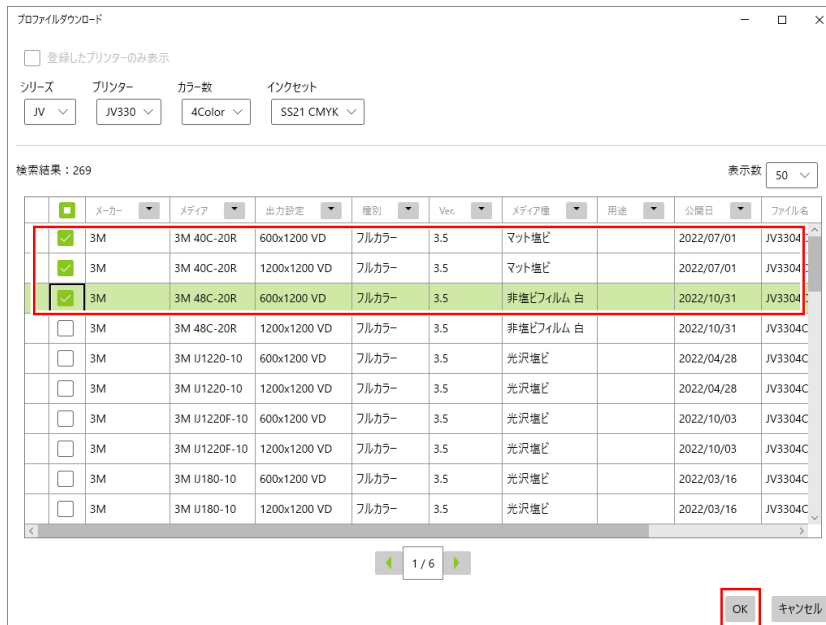 プロファイルダウンロード
登録したプリンターのみ表示
シリーズ プリンター カラー数 インクセット
JV JV330 4Color SS21 CMYK
検索結果：269 表示数 50
メーカー メディア 出力設定 種別 Ver. メディア種 用途 公開日 ファイル名
3M 3M 40C-20R 600x1200 VD フルカラー 3.5 マット塩ビ 2022/07/01 JV3304C
3M 3M 40C-20R 1200x1200 VD フルカラー 3.5 マット塩ビ 2022/07/01 JV3304C
3M 3M 48C-20R 600x1200 VD フルカラー 3.5 非塩ビフィルム 白 2022/10/31 JV3304C
3M 3M 48C-20R 1200x1200 VD フルカラー 3.5 非塩ビフィルム 白 2022/10/31 JV3304C
3M 3M IJ1220-10 600x1200 VD フルカラー 3.5 光沢塩ビ 2022/04/28 JV3304C
3M 3M IJ1220-10 1200x1200 VD フルカラー 3.5 光沢塩ビ 2022/04/28 JV3304C
3M 3M IJ1220F-10 600x1200 VD フルカラー 3.5 光沢塩ビ 2022/10/03 JV3304C
3M 3M IJ1220F-10 1200x1200 VD フルカラー 3.5 光沢塩ビ 2022/10/03 JV3304C
3M 3M IJ180-10 600x1200 VD フルカラー 3.5 光沢塩ビ 2022/03/16 JV3304C
3M 3M IJ180-10 1200x1200 VD フルカラー 3.5 光沢塩ビ 2022/03/16 JV3304C
1 / 6
OK キャンセル